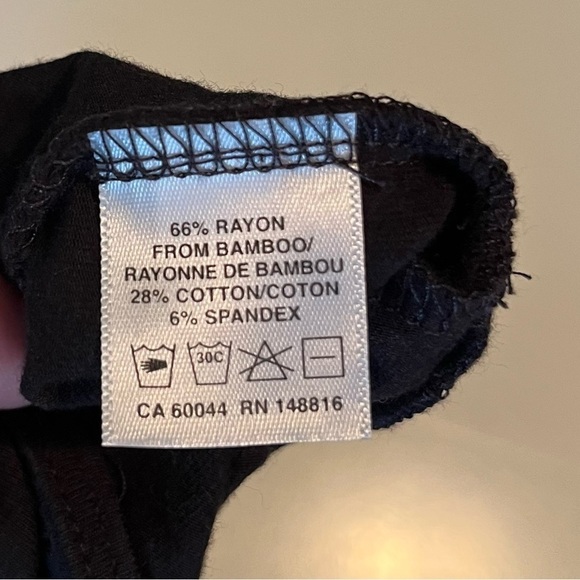 66% RAYON
FROM BAMBOO/
RAYONNE DE BAMBOU
28% COTTON/COTON
6% SPANDEX
30C
CA 60044 RN 148816